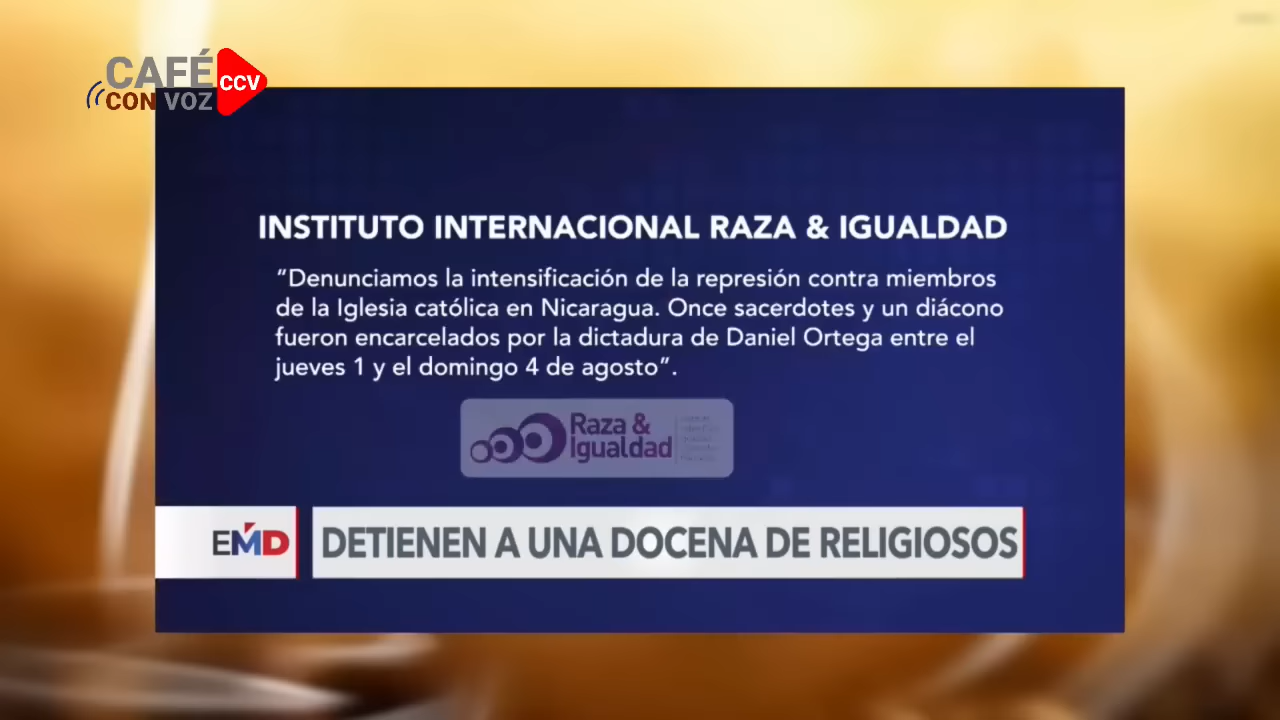 CAFÉ
CON VOZ
CCV
INSTITUTO INTERNACIONAL RAZA & IGUALDAD
“Denunciamos la intensificación de la represión contra miembros
de la Iglesia católica en Nicaragua. Once sacerdotes y un diácono
fueron encarcelados por la dictadura de Daniel Ortega entre el
jueves 1 y el domingo 4 de agosto”.
Raza &
Igualdad
EMD
DETIENEN A UNA DOCENA DE RELIGIOSOS